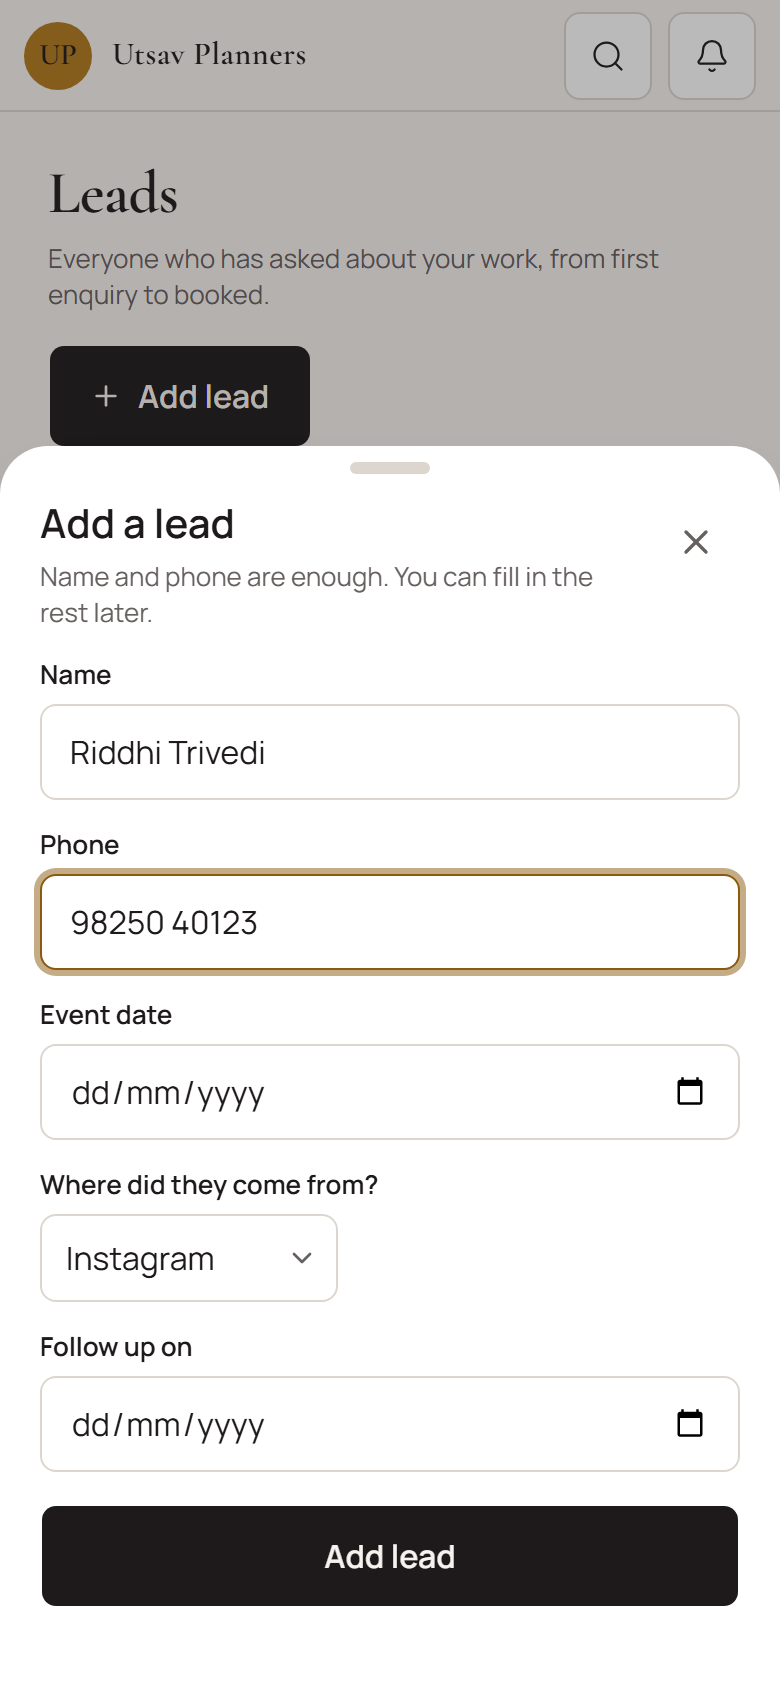 UP
Utsav Planners
Leads
Everyone who has asked about your work, from first
enquiry to booked.
+ Add lead
Add a lead
Name and phone are enough. You can fill in the
rest later.
Name
Riddhi Trivedi
Phone
98250 40123
Event date
dd/mm/yyyy
Where did they come from?
Instagram
Follow up on
dd/mm/yyyy
Add lead